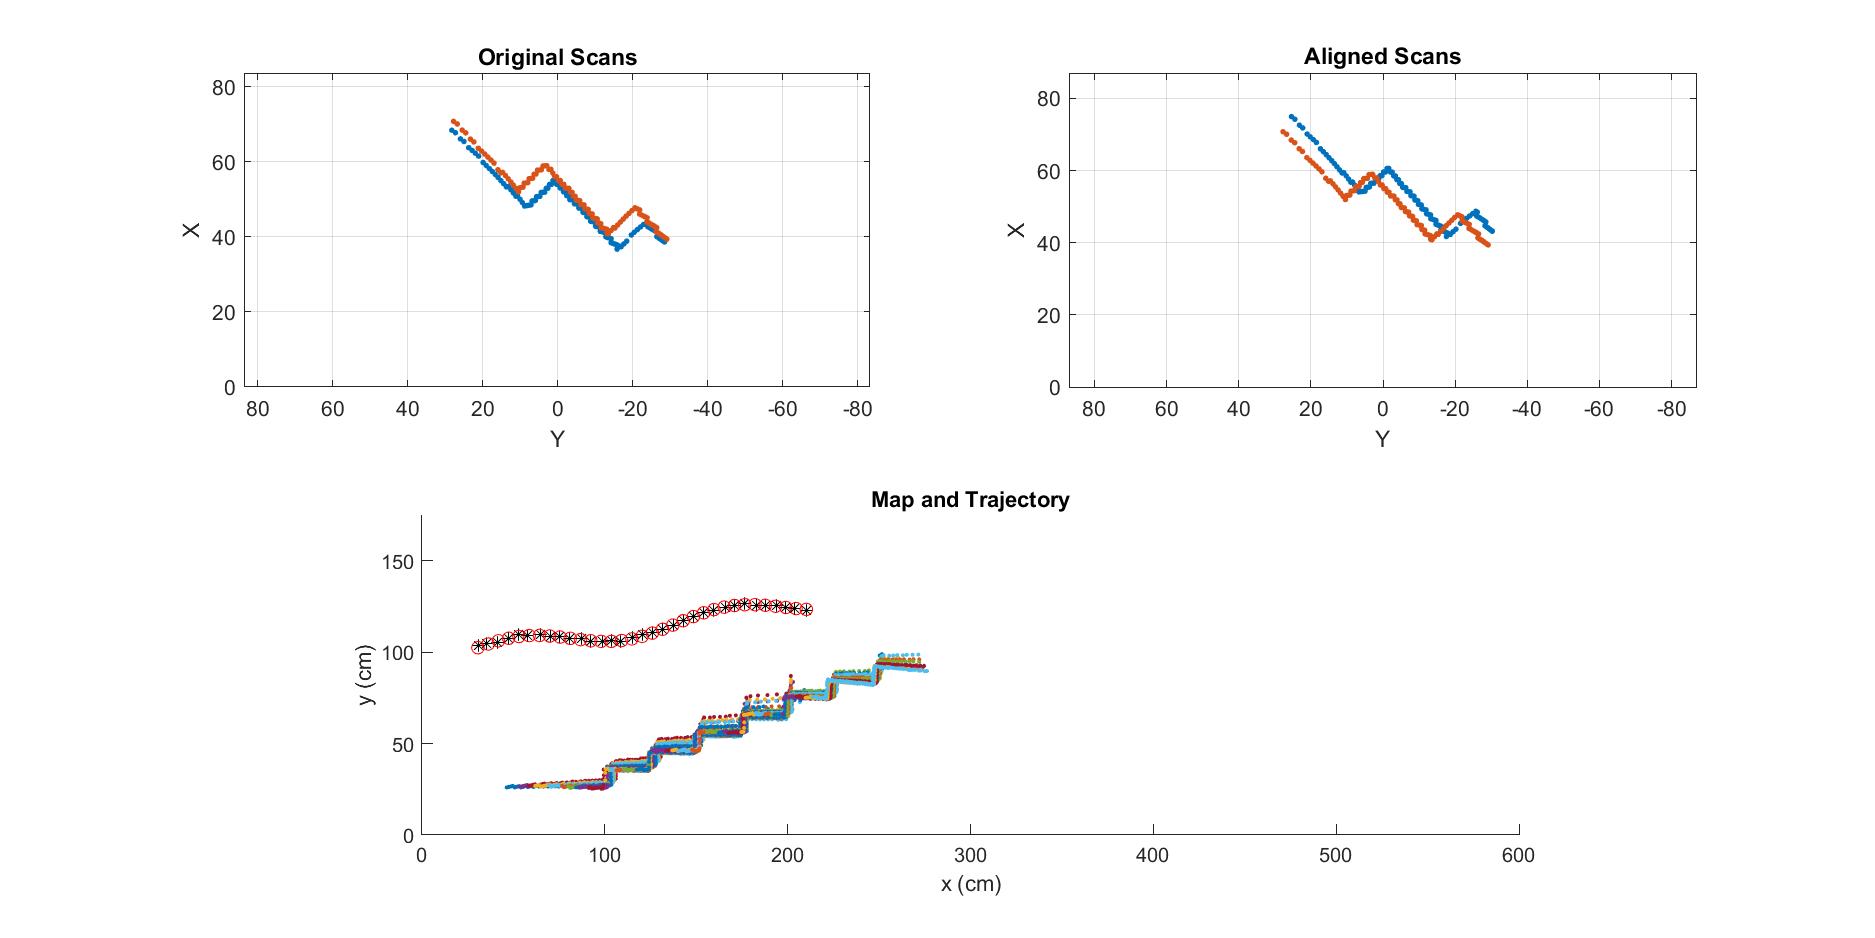 Original Scans
80
60
40
20
0
80 60 40 20 0 -20 -40 -60 -80
X
Y
Aligned Scans
80
60
40
20
0
80 60 40 20 0 -20 -40 -60 -80
X
Y
Map and Trajectory
150
100
50
0
0 100 200 300 400 500 600
y (cm)
x (cm)